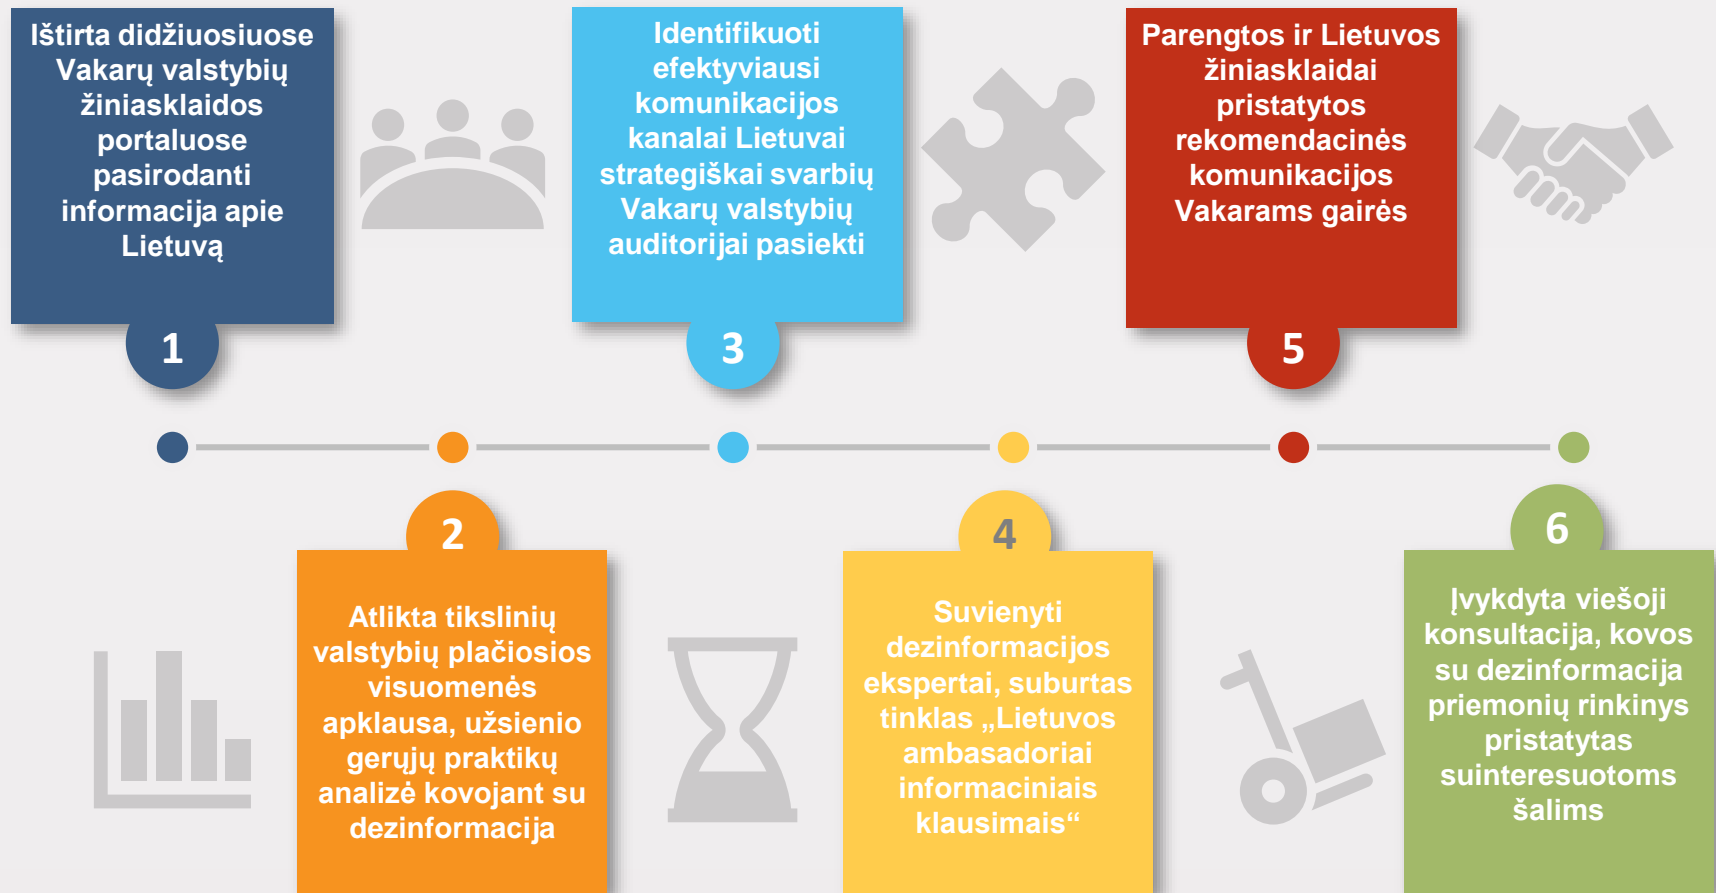 Ištirta didžiuosiuose
Vakarų valstybių
žiniasklaidos
portaluose
pasirodanti
informacija apie
Lietuvą
1
Atlikta tikslinių
valstybių plačiosios
visuomenės
apklausa, užsienio
gerųjų praktikų
analizė kovojant su
dezinformacija
2
Identifikuoti
efektyviausi
komunikacijos
kanalai Lietuvai
strategiškai svarbių
Vakarų valstybių
auditorijai pasiekti
3
Suvienyti
dezinformacijos
ekspertai, suburtas
tinklas „Lietuvos
ambasadoriai
informaciniais
klausimais“
4
Parengtos ir Lietuvos
žiniasklaidai
pristatytos
rekomendacinės
komunikacijos
Vakarams gairės
5
Įvykdyta viešoji
konsultacija, kovos
su dezinformacija
priemonių rinkinys
pristatytas
suinteresuotoms
šalims
6